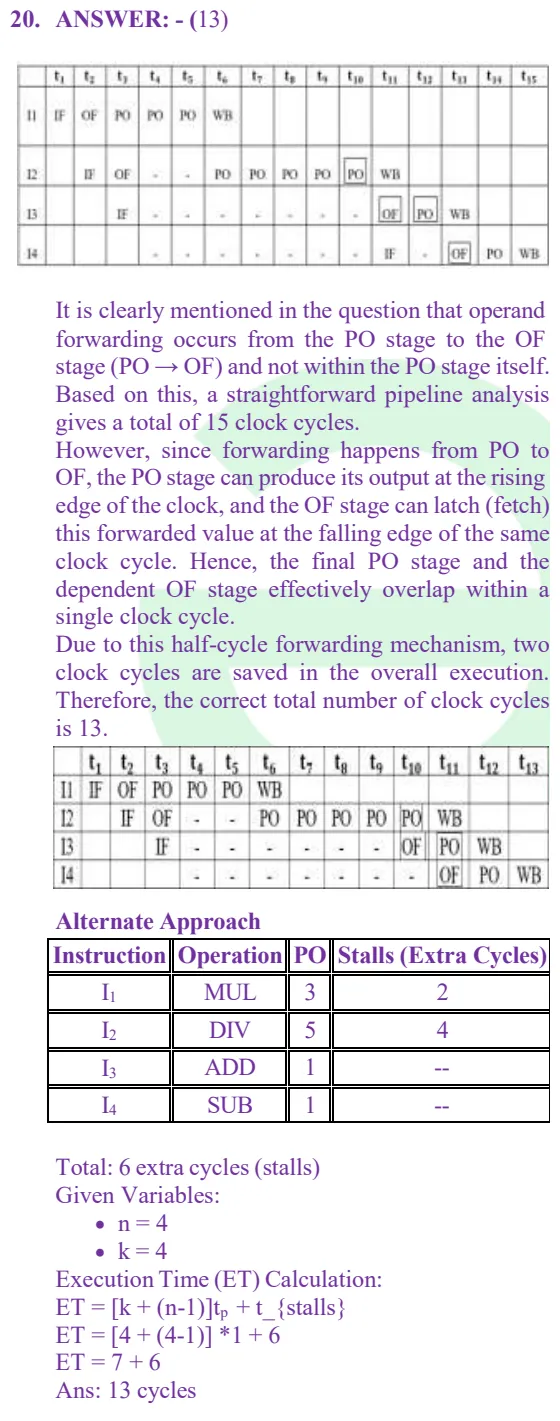 20. ANSWER: - (13)
t1 t2 t3 t4 t5 t6 t7 t8 t9 t10 t11 t12 t13 t14 t15
I1 IF OF PO PO PO WB
I2 IF OF - - PO PO PO PO PO WB
I3 IF - - - - - - - OF PO WB
I4 - - - - - - - IF - OF PO WB
It is clearly mentioned in the question that operand
forwarding occurs from the PO stage to the OF
stage (PO → OF) and not within the PO stage itself.
Based on this, a straightforward pipeline analysis
gives a total of 15 clock cycles.
However, since forwarding happens from PO to
OF, the PO stage can produce its output at the rising
edge of the clock, and the OF stage can latch (fetch)
this forwarded value at the falling edge of the same
clock cycle. Hence, the final PO stage and the
dependent OF stage effectively overlap within a
single clock cycle.
Due to this half-cycle forwarding mechanism, two
clock cycles are saved in the overall execution.
Therefore, the correct total number of clock cycles
is 13.
t1 t2 t3 t4 t5 t6 t7 t8 t9 t10 t11 t12 t13
I1 IF OF PO PO PO WB
I2 IF OF - - PO PO PO PO PO WB
I3 IF - - - - - - OF PO WB
I4 - - - - - - - OF PO WB
Alternate Approach
Instruction Operation PO Stalls (Extra Cycles)
I1 MUL 3 2
I2 DIV 5 4
I3 ADD 1 --
I4 SUB 1 --
Total: 6 extra cycles (stalls)
Given Variables:
• n = 4
• k = 4
Execution Time (ET) Calculation:
ET = [k + (n-1)]tp + t_{stalls}
ET = [4 + (4-1)] *1 + 6
ET = 7 + 6
Ans: 13 cycles